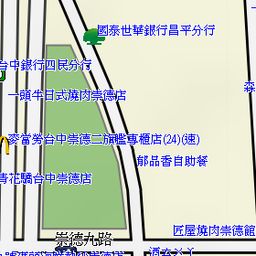 國泰世華銀行昌平分行
台中銀行四民分行
一頭牛日式燒肉崇德店
森
麥當勞台中崇德二旗艦專櫃店(24)(速)
郁品香自助餐
青花驕台中崇德店
匠屋燒肉崇德館
崇德九路